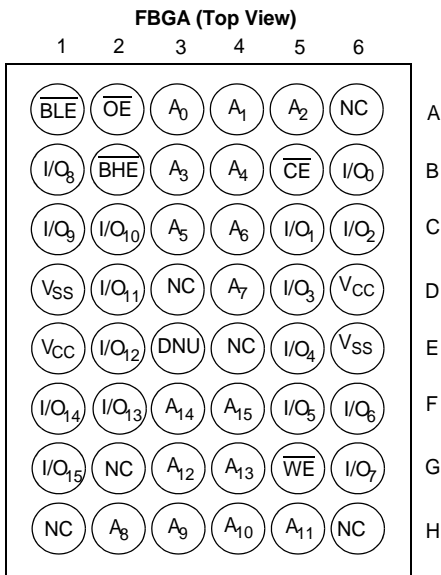 FBGA (Top View)
1 2 3 4 5 6
BLE OE A0 A1 A2 NC A
I/O8 BHE A3 A4 CE I/O0 B
I/O9 I/O10 A5 A6 I/O1 I/O2 C
VSS I/O11 NC A7 I/O3 VCC D
VCC I/O12 DNU NC I/O4 VSS E
I/O14 I/O13 A14 A15 I/O5 I/O6 F
I/O15 NC A12 A13 WE I/O7 G
NC A8 A9 A10 A11 NC H